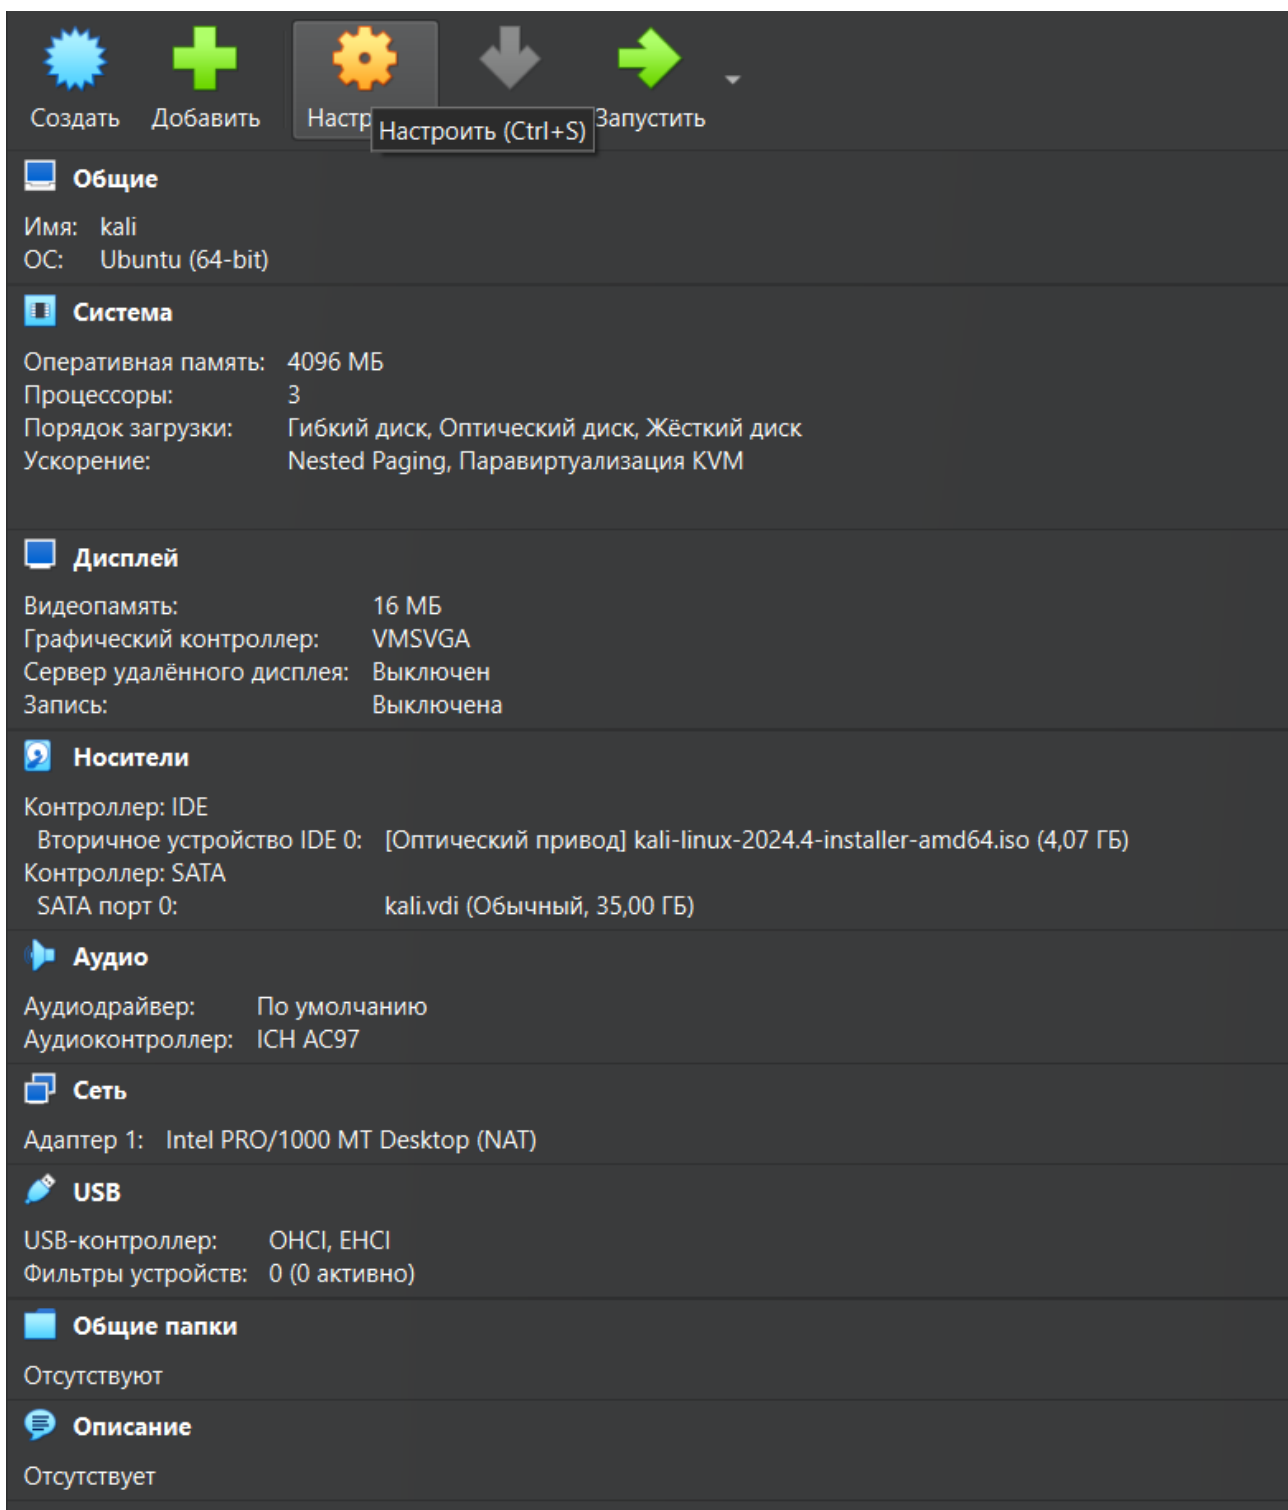 Создать Добавить Настр Запустить
Настроить (Ctrl+S)
Общие
Имя: kali
ОС: Ubuntu (64-bit)
Система
Оперативная память: 4096 МБ
Процессоры: 3
Порядок загрузки: Гибкий диск, Оптический диск, Жёсткий диск
Ускорение: Nested Paging, Паравиртуализация KVM
Дисплей
Видеопамять: 16 МБ
Графический контроллер: VMSVGA
Сервер удалённого дисплея: Выключен
Запись: Выключена
Носители
Контроллер: IDE
Вторичное устройство IDE 0: [Оптический привод] kali-linux-2024.4-installer-amd64.iso (4,07 ГБ)
Контроллер: SATA
SATA порт 0: kali.vdi (Обычный, 35,00 ГБ)
Аудио
Аудиодрайвер: По умолчанию
Аудиоконтроллер: ICH AC97
Сеть
Адаптер 1: Intel PRO/1000 MT Desktop (NAT)
USB
USB-контроллер: OHCI, EHCI
Фильтры устройств: 0 (0 активно)
Общие папки
Отсутствуют
Описание
Отсутствует